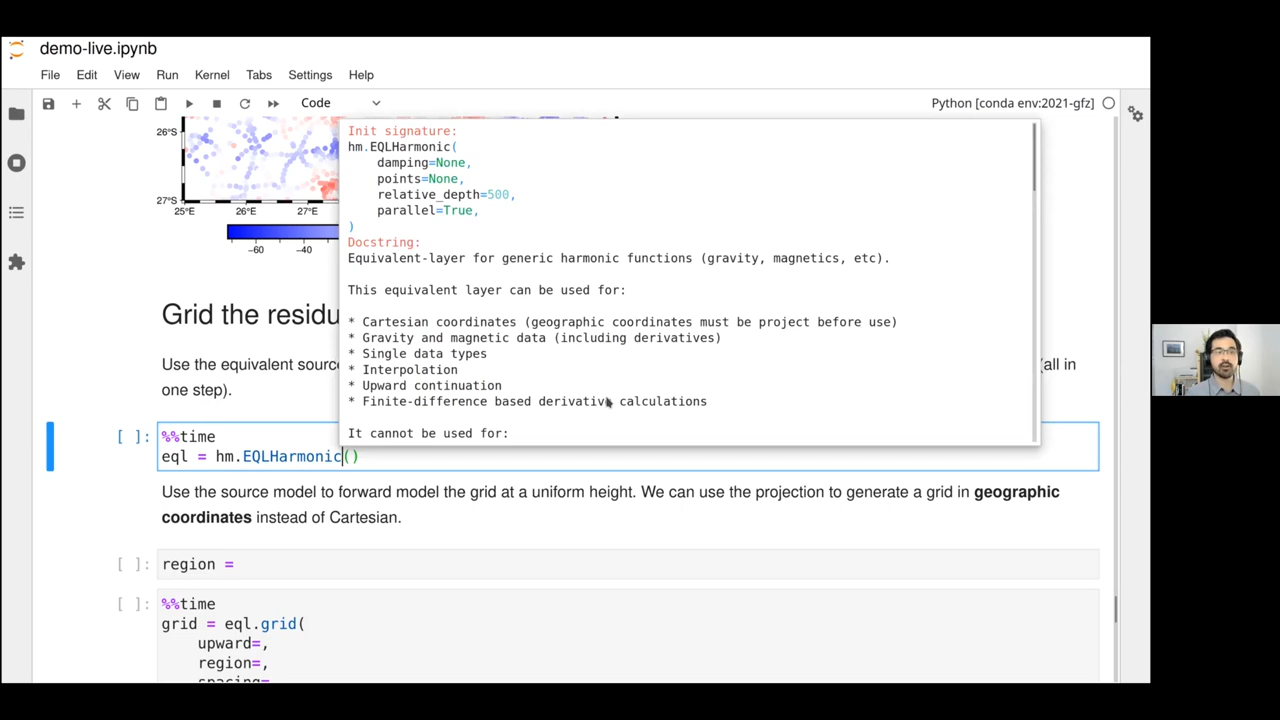 demo-live.ipynb
File Edit View Run Kernel Tabs Settings Help
Code
Python [conda env:2021-gfz]
26°S
27°S
25°E 26°E 27°E
-60 -40
Init signature:
hm.EQLHarmonic(
damping=None,
points=None,
relative_depth=500,
parallel=True,
)
Docstring:
Equivalent-layer for generic harmonic functions (gravity, magnetics, etc).
This equivalent layer can be used for:
* Cartesian coordinates (geographic coordinates must be project before use)
* Gravity and magnetic data (including derivatives)
* Single data types
* Interpolation
* Upward continuation
* Finite-difference based derivative calculations
It cannot be used for:
Grid the residu
Use the equivalent sourc (all in
one step).
[ ]: %%time
eql = hm.EQLHarmonic()
Use the source model to forward model the grid at a uniform height. We can use the projection to generate a grid in geographic
coordinates instead of Cartesian.
[ ]: region =
[ ]: %%time
grid = eql.grid(
upward=,
region=,
spacing=